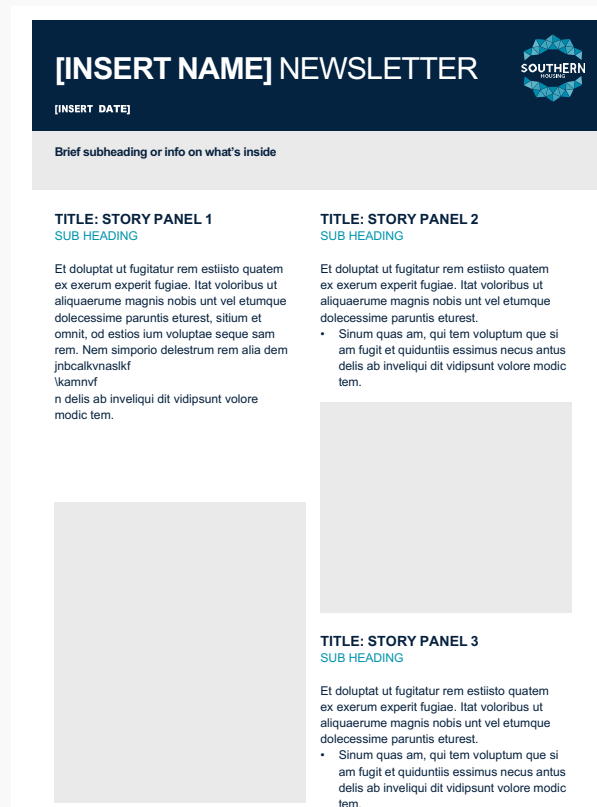 [INSERT NAME] NEWSLETTER
SOUTHERN
HOUSING
[INSERT DATE]
Brief subheading or info on what's inside
TITLE: STORY PANEL 1
SUB HEADING
Et doluptat ut fugitatur rem estiisto quatem
ex exerum experit fugiae. Itat voloribus ut
aliquaerume magnis nobis unt vel etumque
dolecessime paruntis eturest, sitium et
omnit, od estios ium voluptae seque sam
rem. Nem simporio delestrum rem alia dem
jnbcalkvnaslkf
\kamnvf
n delis ab inveliqui dit vidipsunt volore
modic tem.
TITLE: STORY PANEL 2
SUB HEADING
Et doluptat ut fugitatur rem estiisto quatem
ex exerum experit fugiae. Itat voloribus ut
aliquaerume magnis nobis unt vel etumque
dolecessime paruntis eturest.
• Sinum quas am, qui tem voluptum que si
am fugit et quiduntiis essimus necus antus
delis ab inveliqui dit vidipsunt volore modic
tem.
TITLE: STORY PANEL 3
SUB HEADING
Et doluptat ut fugitatur rem estiisto quatem
ex exerum experit fugiae. Itat voloribus ut
aliquaerume magnis nobis unt vel etumque
dolecessime paruntis eturest.
• Sinum quas am, qui tem voluptum que si
am fugit et quiduntiis essimus necus antus
delis ab inveliqui dit vidipsunt volore modic
tem.